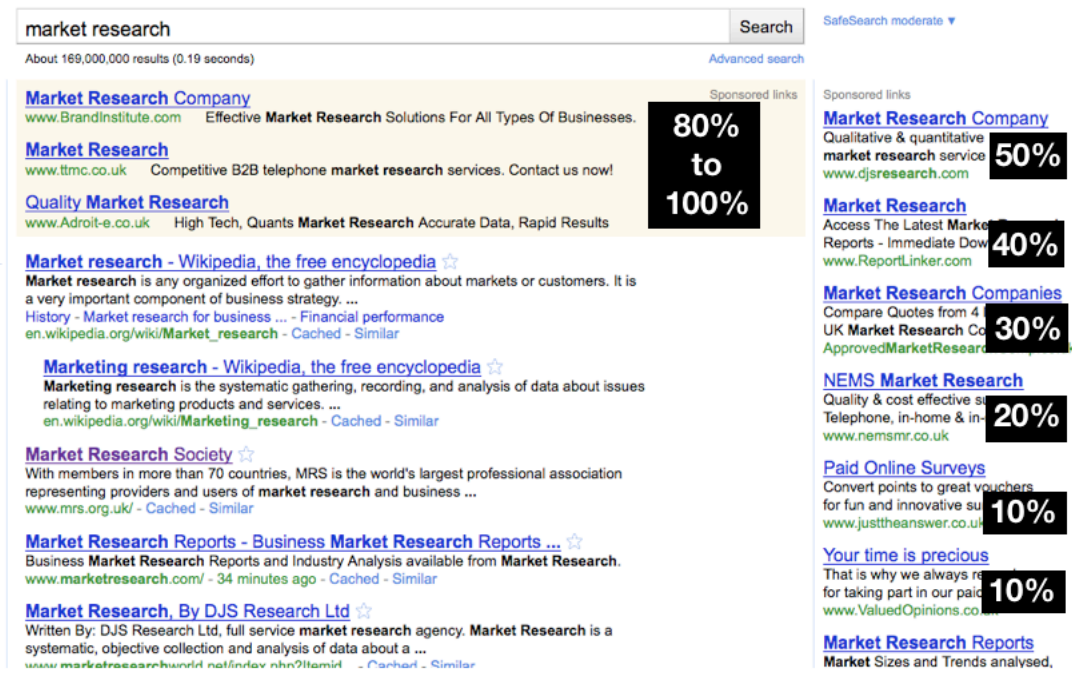 market research
Search
SafeSearch moderate ▼
About 169,000,000 results (0.19 seconds)
Advanced search
Sponsored links
Market Research Company
www.BrandInstitute.com Effective Market Research Solutions For All Types Of Businesses.
Market Research
www.ttmc.co.uk Competitive B2B telephone market research services. Contact us now!
Quality Market Research
www.Adroit-e.co.uk High Tech, Quants Market Research Accurate Data, Rapid Results
80%
to
100%
Market research - Wikipedia, the free encyclopedia
Market research is any organized effort to gather information about markets or customers. It is
a very important component of business strategy. ...
History - Market research for business ... - Financial performance
en.wikipedia.org/wiki/Market_research - Cached - Similar
Marketing research - Wikipedia, the free encyclopedia
Marketing research is the systematic gathering, recording, and analysis of data about issues
relating to marketing products and services. ...
en.wikipedia.org/wiki/Marketing_research - Cached - Similar
Market Research Society
With members in more than 70 countries, MRS is the world's largest professional association
representing providers and users of market research and business ...
www.mrs.org.uk/ - Cached - Similar
Market Research Reports - Business Market Research Reports ...
Business Market Research Reports and Industry Analysis available from Market Research.
www.marketresearch.com/ - 34 minutes ago - Cached - Similar
Market Research, By DJS Research Ltd
Written By: DJS Research Ltd, full service market research agency. Market Research is a
systematic, objective collection and analysis of data about a ...
www.marketresearchworld.net/index.php?Itemid... - Cached - Similar
Sponsored links
Market Research Company
Qualitative & quantitative
market research service
www.djsresearch.com
50%
Market Research
Access The Latest Marke
Reports - Immediate Dow
www.ReportLinker.com
40%
Market Research Companies
Compare Quotes from 4
UK Market Research Co
ApprovedMarketResearc
30%
NEMS Market Research
Quality & cost effective su
Telephone, in-home & in-
www.nemsmr.co.uk
20%
Paid Online Surveys
Convert points to great vouchers
for fun and innovative su
www.justtheanswer.co.uk
10%
Your time is precious
That is why we always re
for taking part in our paid
www.ValuedOpinions.co.uk
10%
Market Research Reports
Market Sizes and Trends analysed,